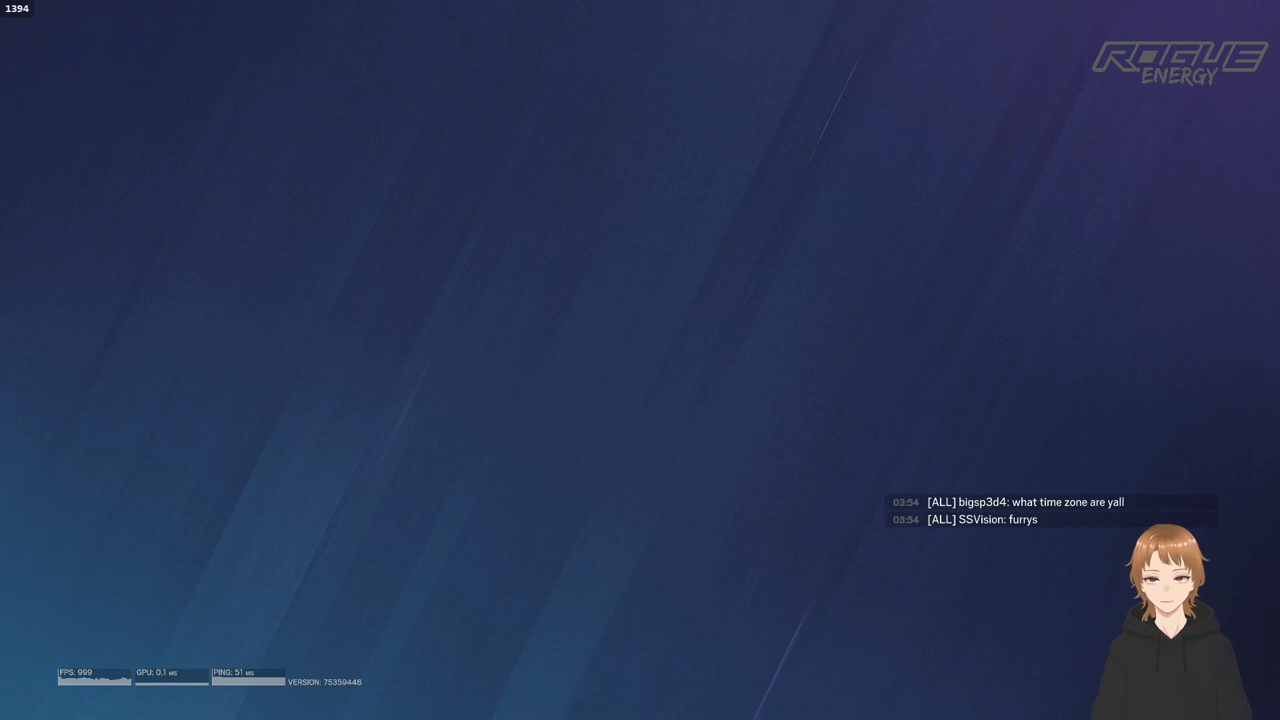 1394
ROGUE
ENERGY
03:54 [ALL] bigsp3d4: what time zone are yall
03:54 [ALL] SSVision: furrys
FPS: 999 GPU: 0.1 MS PING: 51 MS VERSION: 75359446